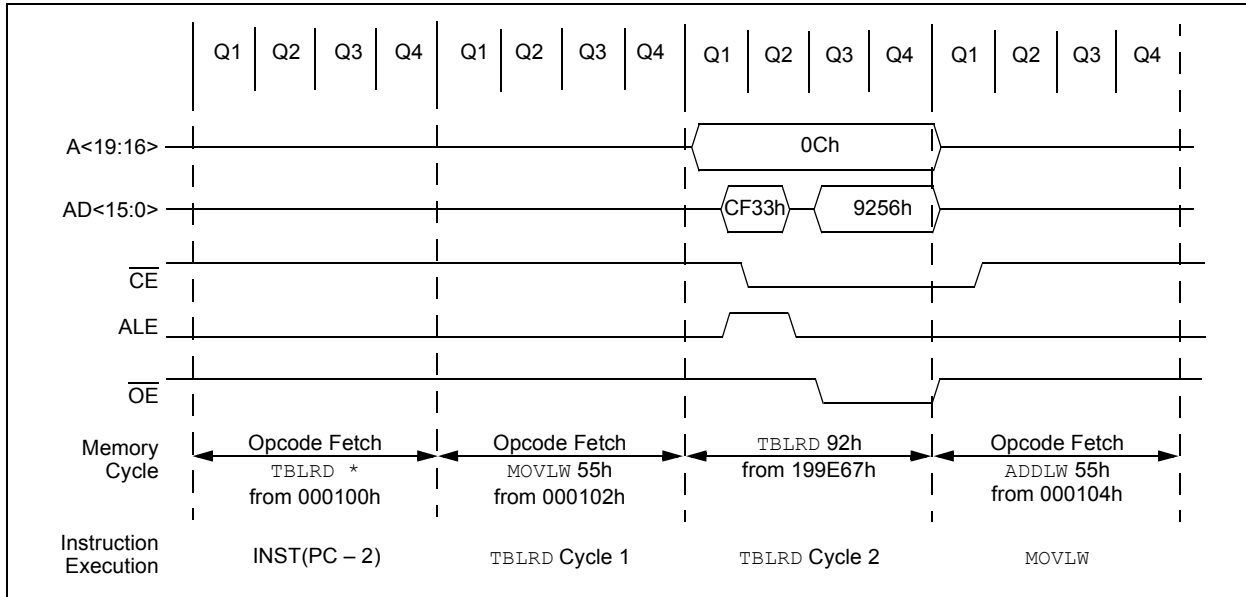 Q1 Q2 Q3 Q4 Q1 Q2 Q3 Q4 Q1 Q2 Q3 Q4 Q1 Q2 Q3 Q4
A<19:16>
0Ch
AD<15:0>
CF33h
9256h
CE
ALE
OE
Memory
Cycle
Opcode Fetch
TBLRD *
from 000100h
Opcode Fetch
MOVLW 55h
from 000102h
TBLRD 92h
from 199E67h
Opcode Fetch
ADDLW 55h
from 000104h
Instruction
Execution
INST(PC – 2)
TBLRD Cycle 1
TBLRD Cycle 2
MOVLW